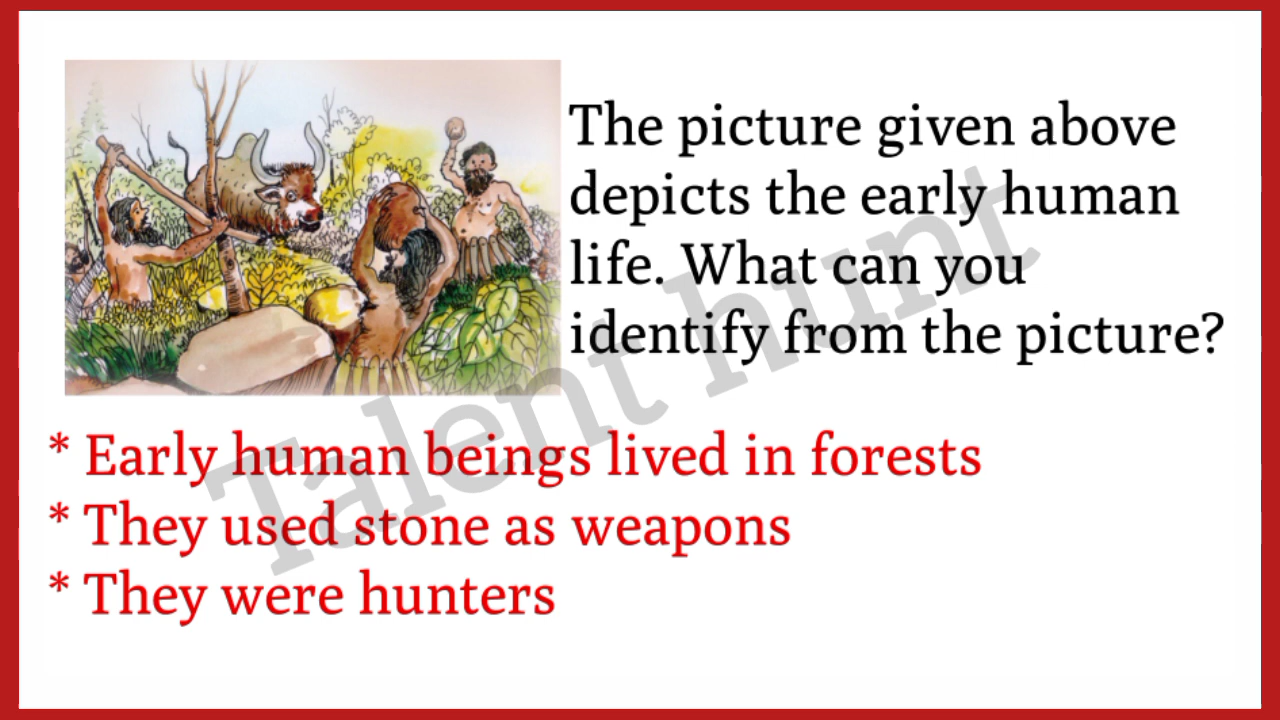 The picture given above
depicts the early human
life. What can you
identify from the picture?
* Early human beings lived in forests
* They used stone as weapons
* They were hunters
Talent hunt